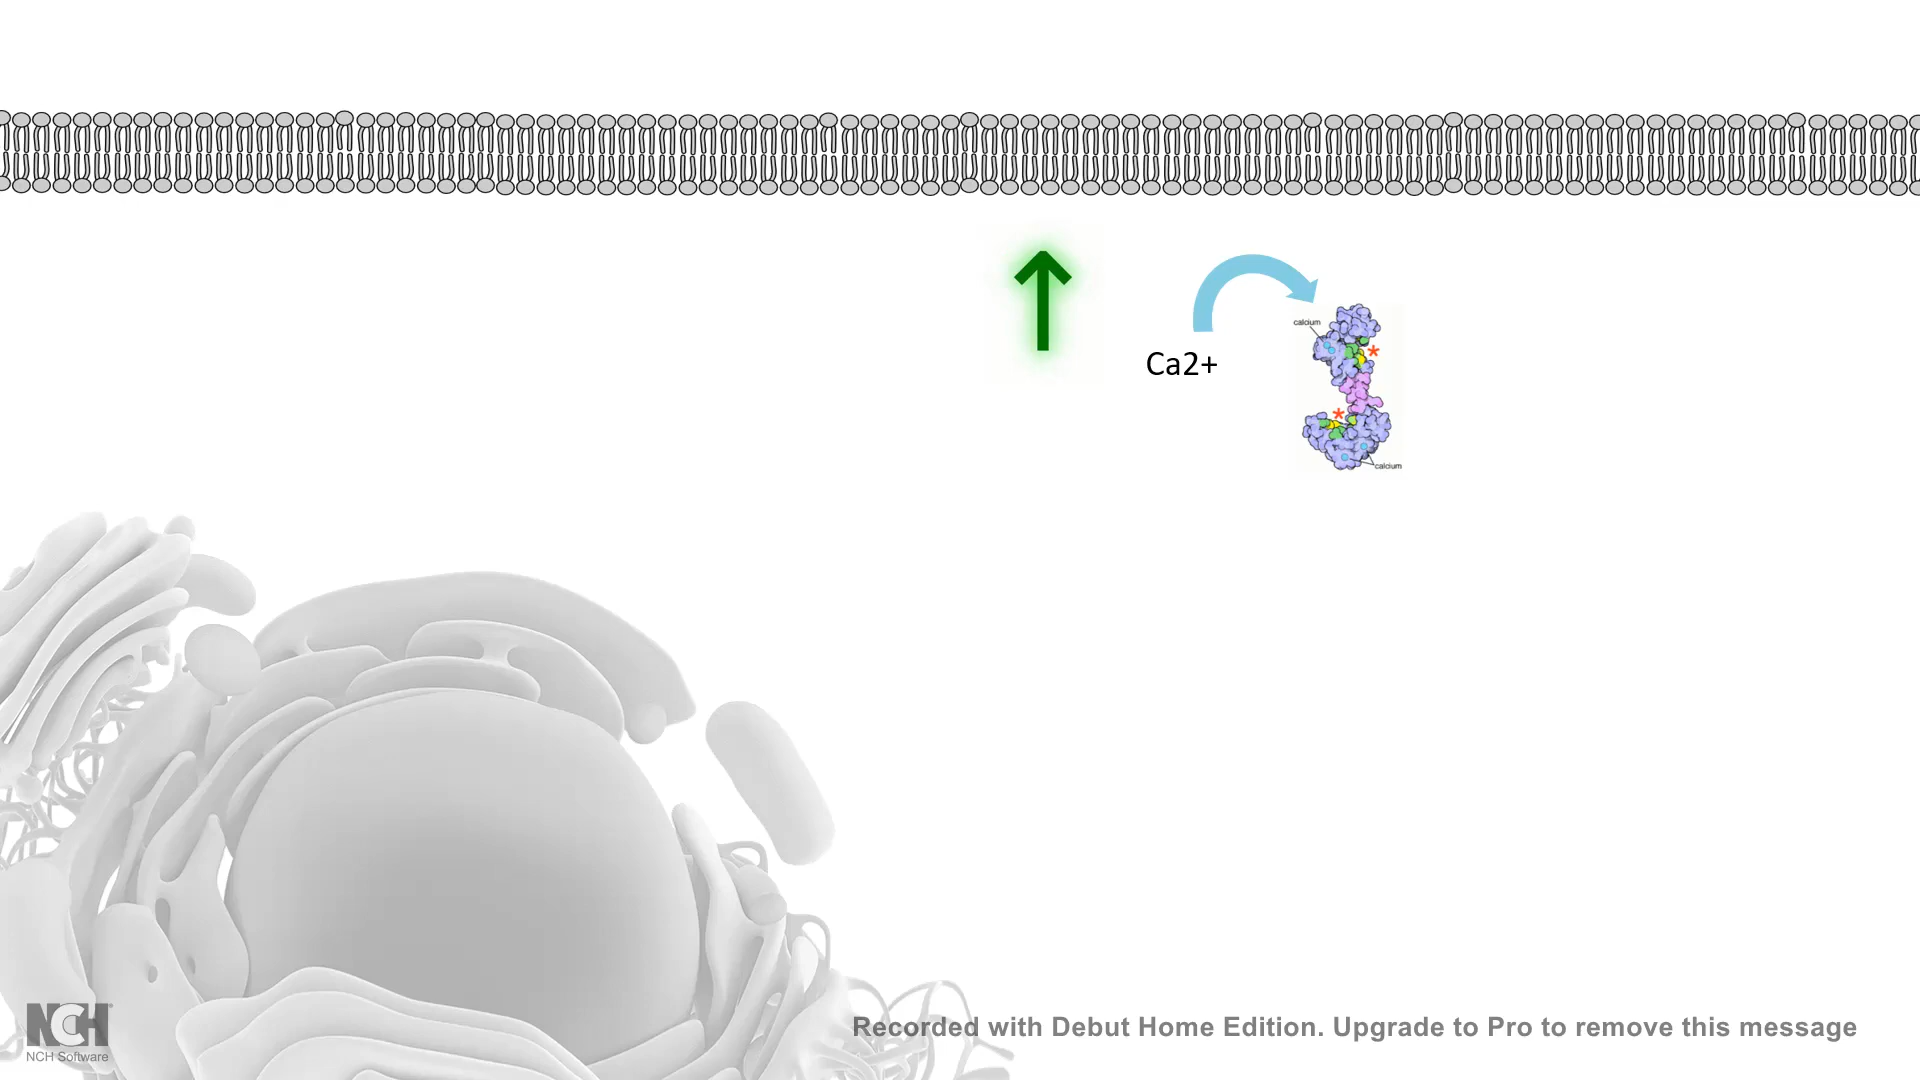 calcium
Ca2+
calcium
NCH
NCH Software
Recorded with Debut Home Edition. Upgrade to Pro to remove this message